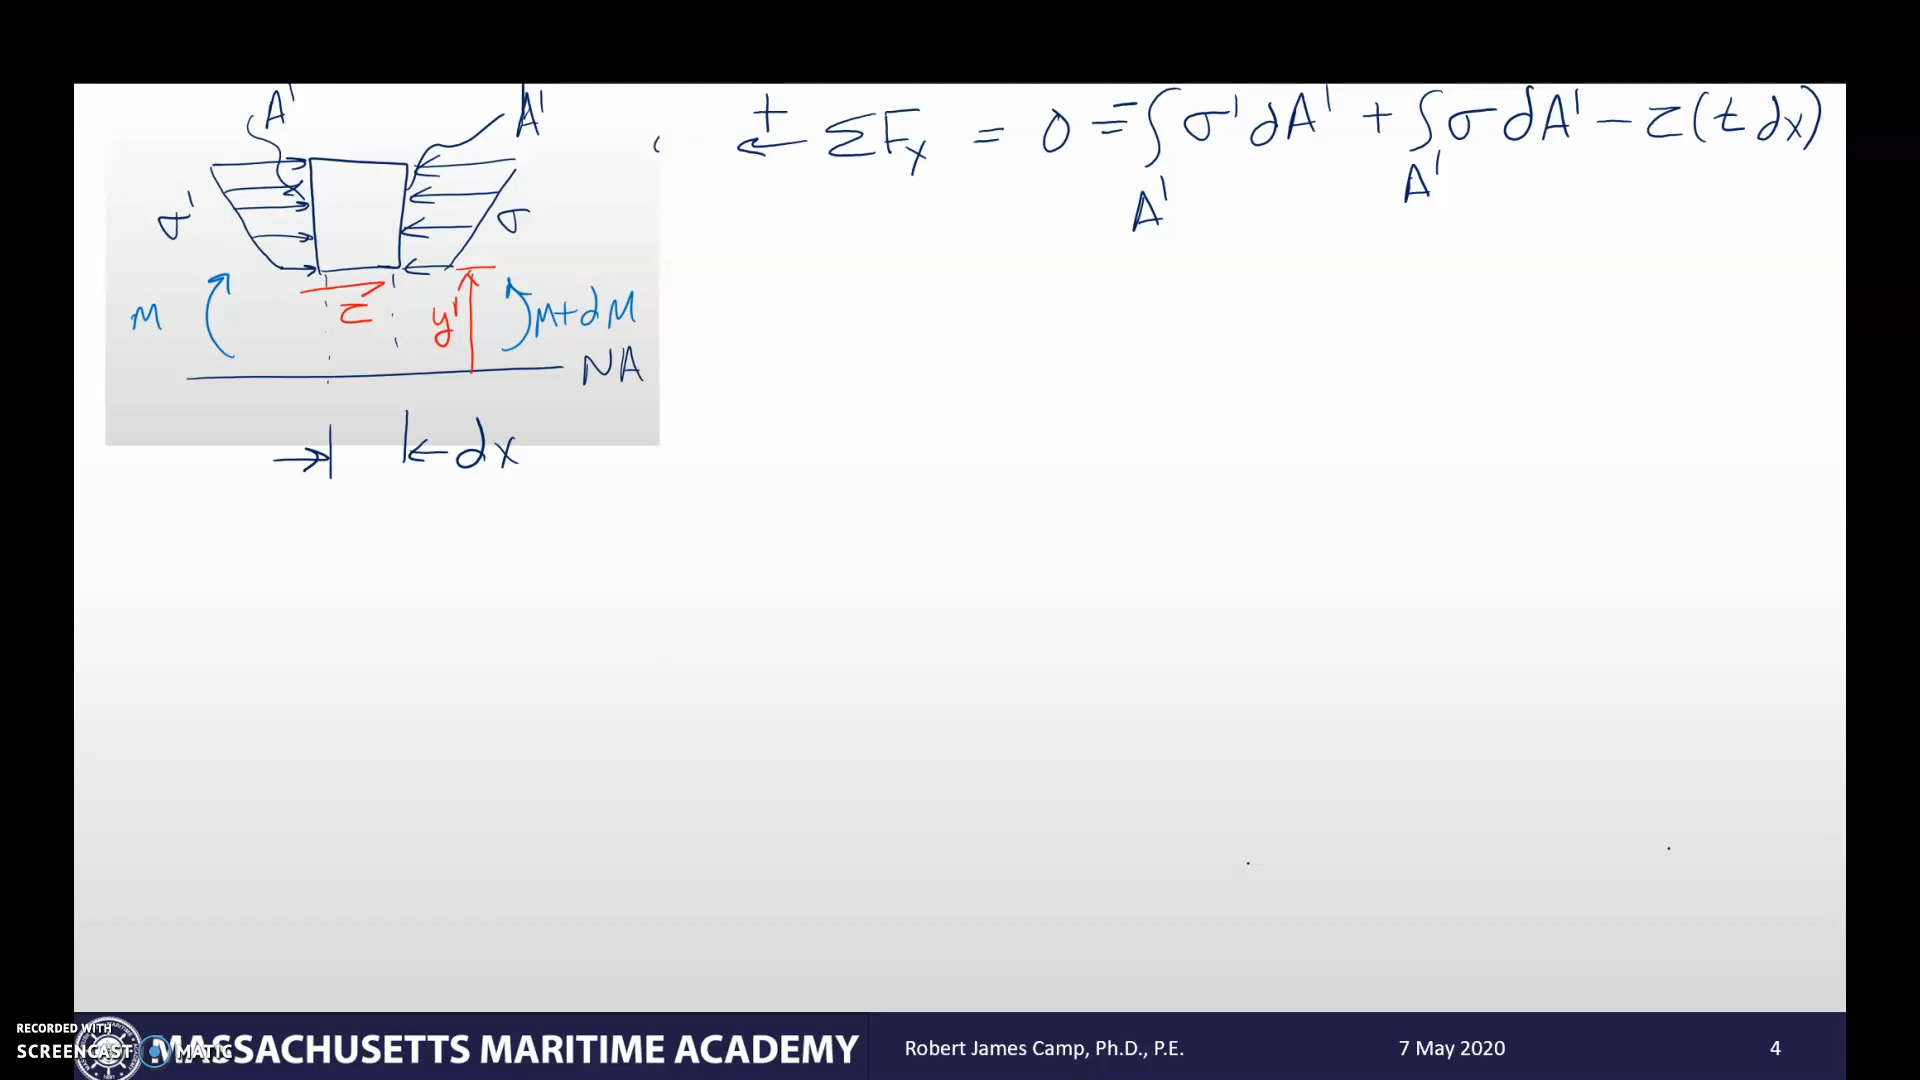 A' A'
+ ← ΣFx = 0 = -∫A' σ'dA' + ∫A' σ dA' - τ(t dx)
σ' σ
M τ y' M+dM
NA
dx
RECORDED WITH
SCREENCAST MATIC
MASSACHUSETTS MARITIME ACADEMY
Robert James Camp, Ph.D., P.E.
7 May 2020
4